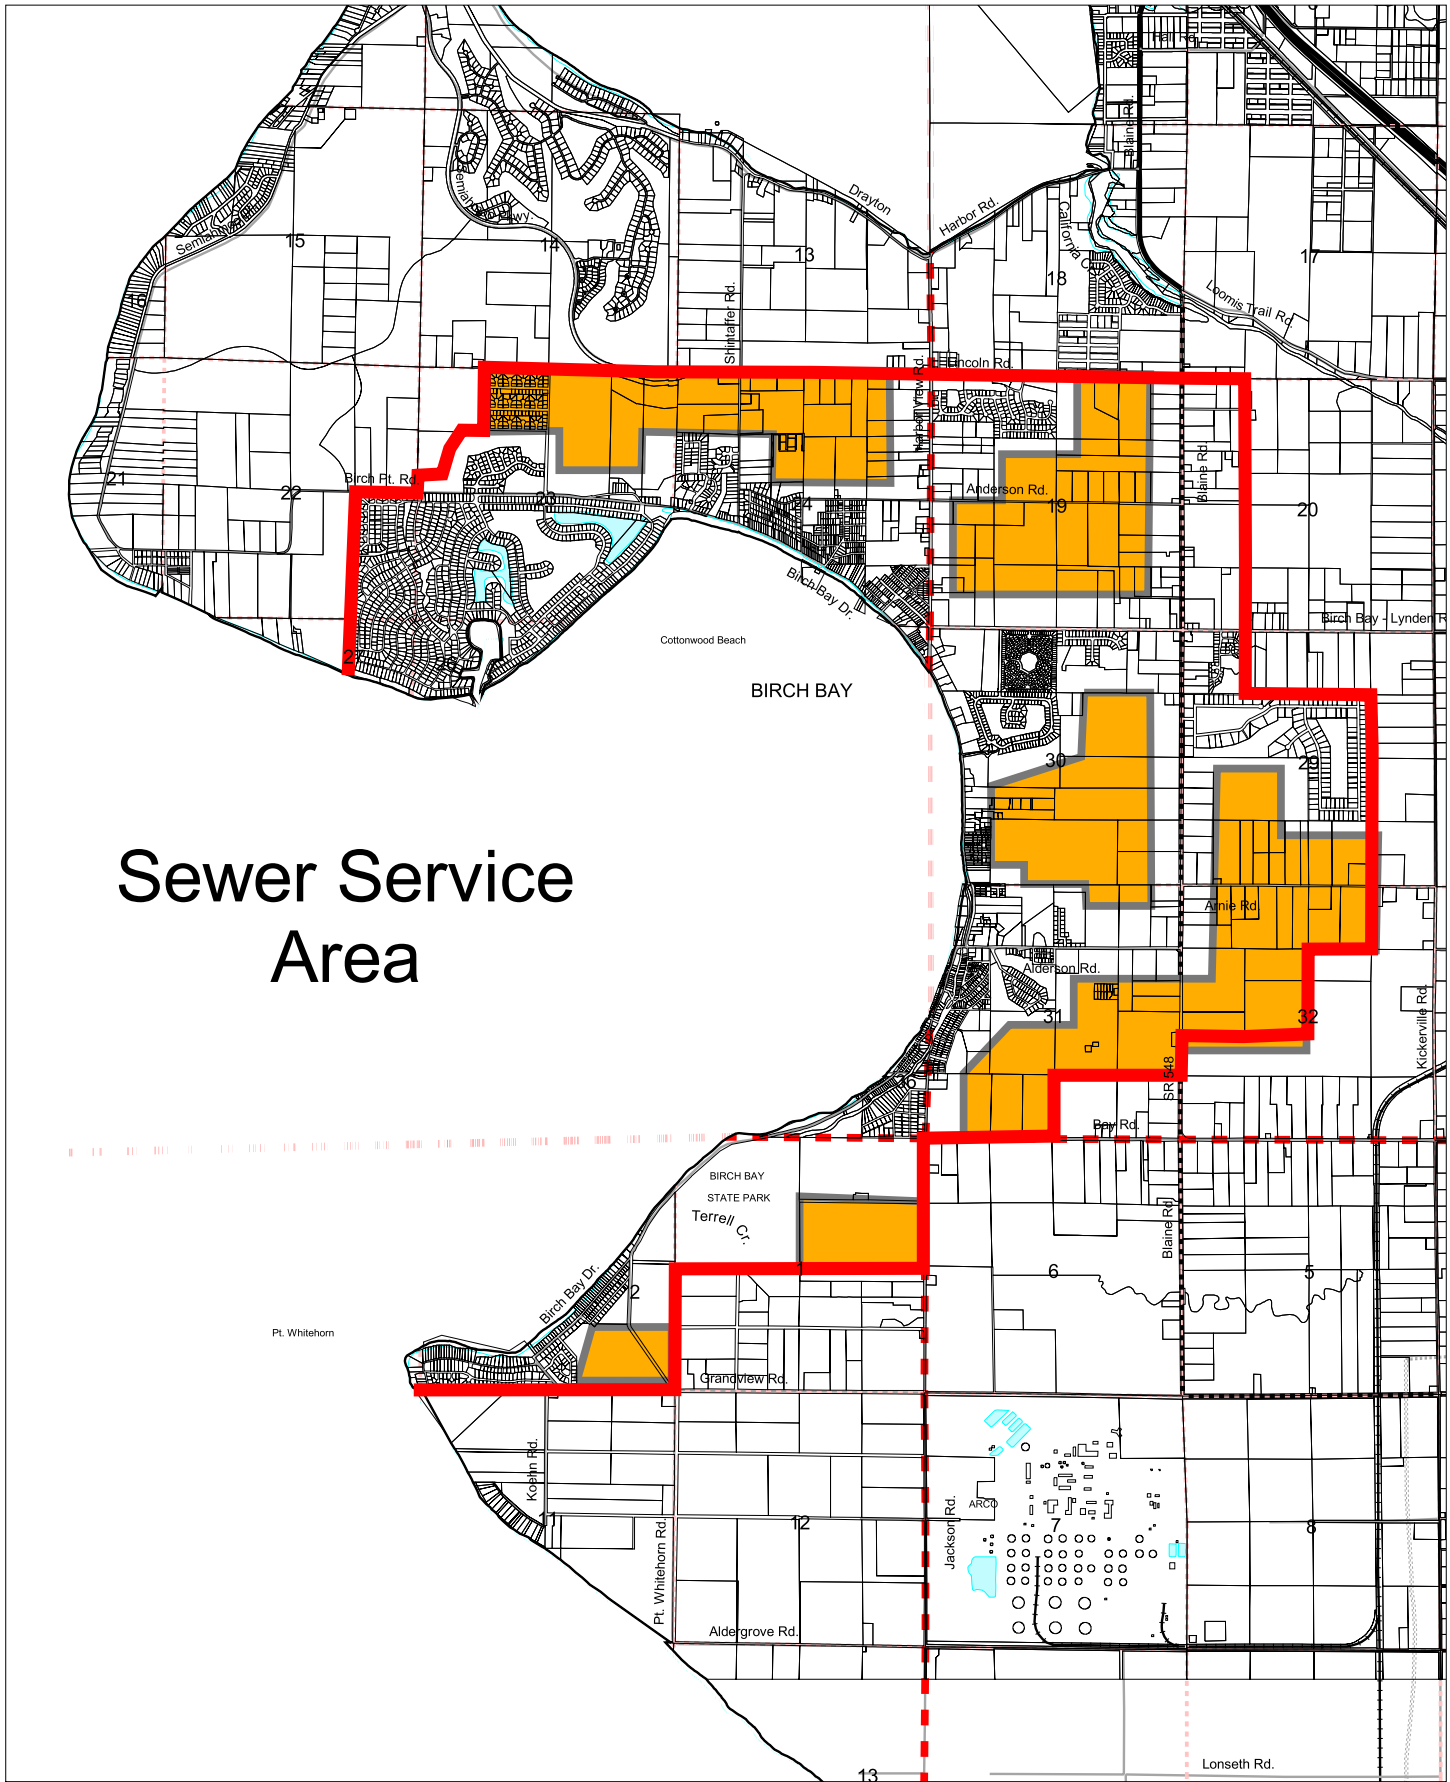 Hall Rd.
Blaine Rd.
Semiahmoo Pkwy.
Drayton
Harbor Rd.
California Cr.
15
14
13
18
17
16
Loomis Trail Rd.
Shintaffer Rd.
Harbor View Rd.
Lincoln Rd.
Birch Pt. Rd.
21
22
23
24
Anderson Rd.
19
Blaine Rd.
20
Birch Bay Dr.
Birch Bay - Lynden R
Cottonwood Beach
27
26
BIRCH BAY
30
29
Sewer Service
Area
Arnie Rd.
Alderson Rd.
31
32
Kickerville Rd.
36
SR 548
Bay Rd.
BIRCH BAY
STATE PARK
Terrell Cr.
Blaine Rd.
Birch Bay Dr.
2
1
6
5
Pt. Whitehorn
Grandview Rd.
Koehn Rd.
ARCO
11
12
7
8
Jackson Rd.
Pt. Whitehorn Rd.
Aldergrove Rd.
Lonseth Rd.
13